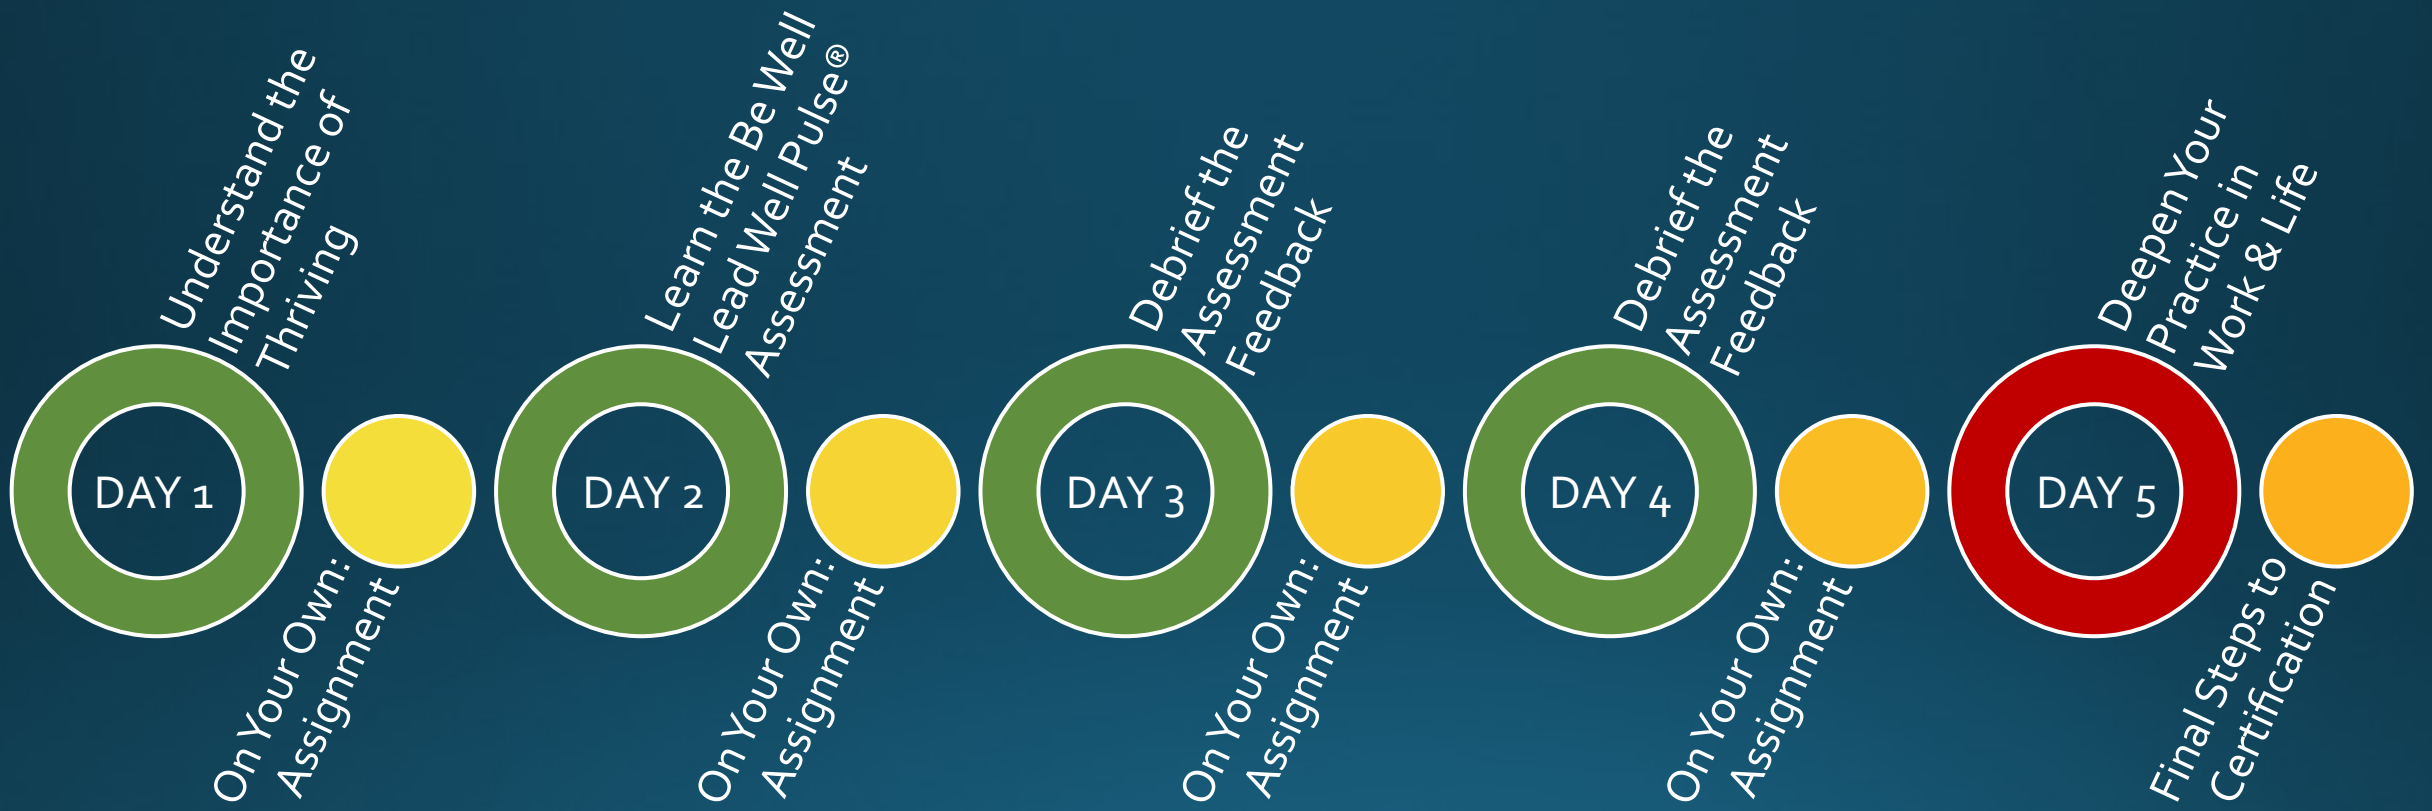 Understand the
Importance of
Thriving
DAY 1
On Your Own:
Assignment
Learn the Be Well
Lead Well Pulse®
Assessment
DAY 2
On Your Own:
Assignment
Debrief the
Assessment
Feedback
DAY 3
On Your Own:
Assignment
Debrief the
Assessment
Feedback
DAY 4
On Your Own:
Assignment
Deepen Your
Practice in
Work & Life
DAY 5
Final Steps to
Certification